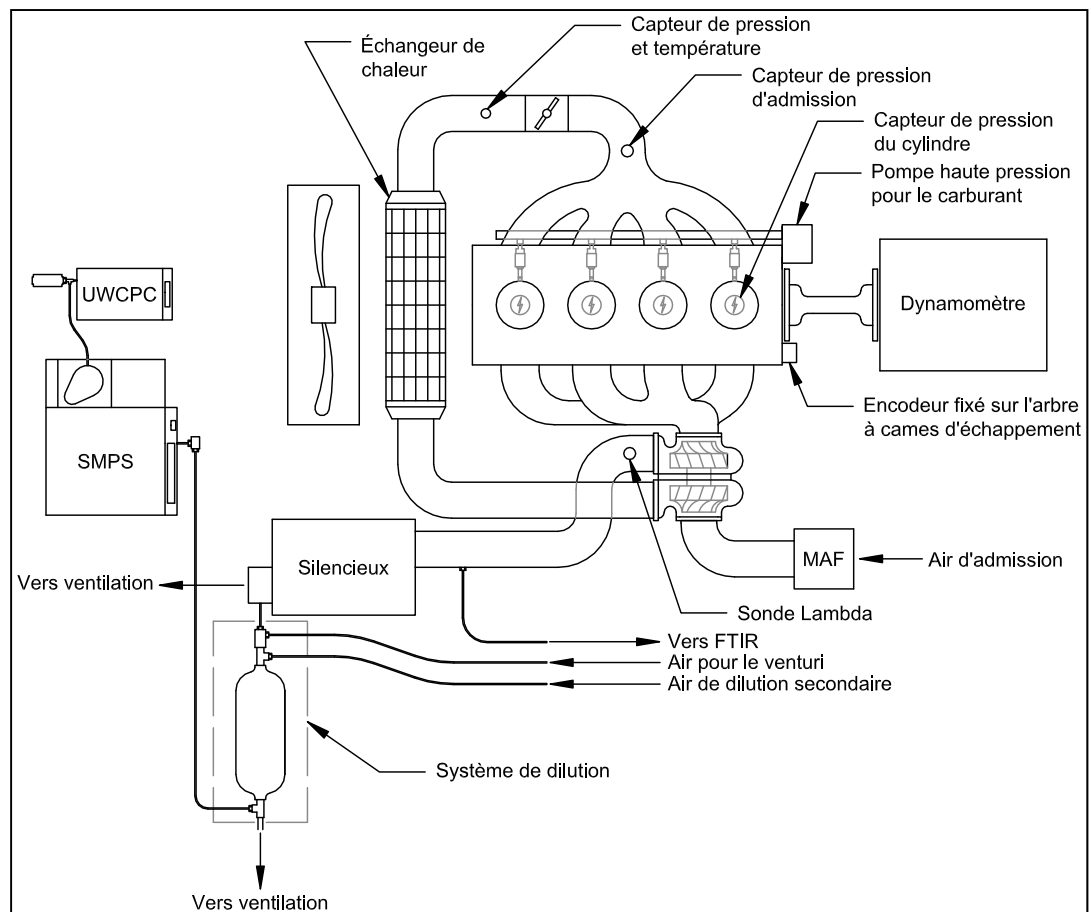 Capteur de pression
et température
Échangeur de
chaleur
Capteur de pression
d'admission
Capteur de pression
du cylindre
Pompe haute pression
pour le carburant
UWCPC
Dynamomètre
Encodeur fixé sur l'arbre
à cames d'échappement
SMPS
Silencieux
MAF
Air d'admission
Vers ventilation
Sonde Lambda
Vers FTIR
Air pour le venturi
Air de dilution secondaire
Système de dilution
Vers ventilation